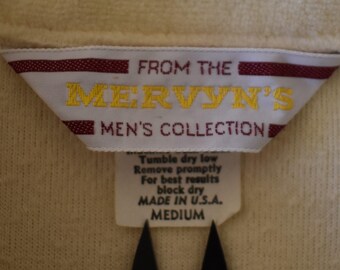 FROM THE
MERVYN'S
MEN'S COLLECTION
Tumble dry low
Remove promptly
For best results
block dry
MADE IN U.S.A.
MEDIUM